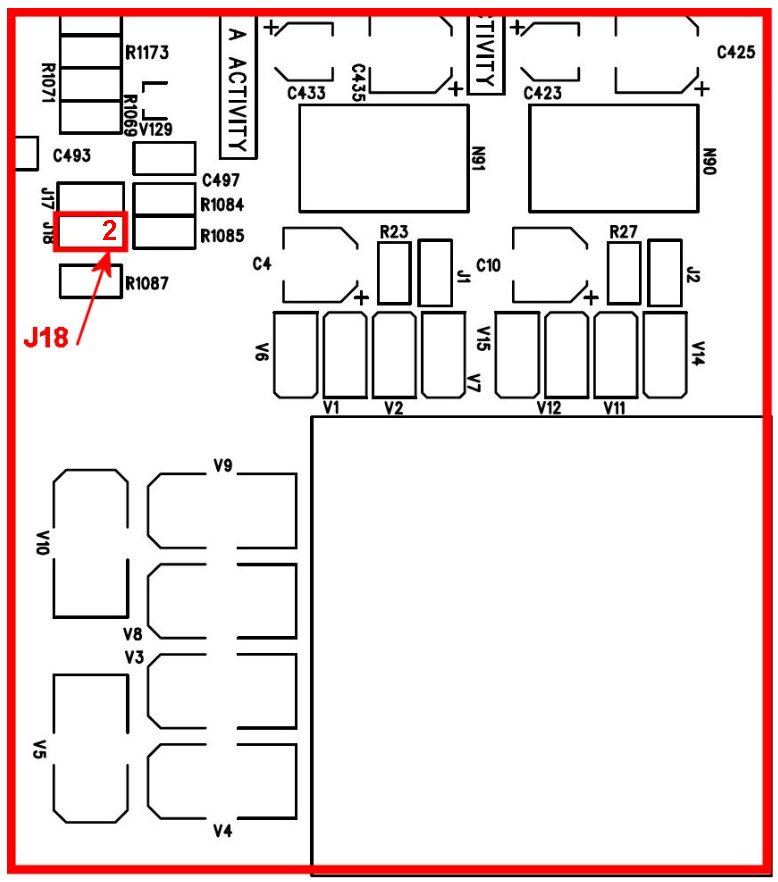 R1173
C425
R1071
A ACTIVITY
C435
CTIVITY
C433
C423
R1069
V129
C493
C497
N91
N90
J17
R1084
J18
2
R1085
R23
R27
C4
J1
C10
J2
R1087
J18
V6
V15
V14
V7
V1
V2
V12
V11
V9
V10
V8
V3
V5
V4